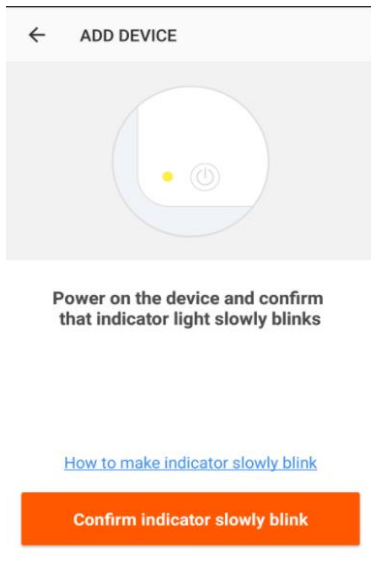 ADD DEVICE
Power on the device and confirm
that indicator light slowly blinks
How to make indicator slowly blink
Confirm indicator slowly blink